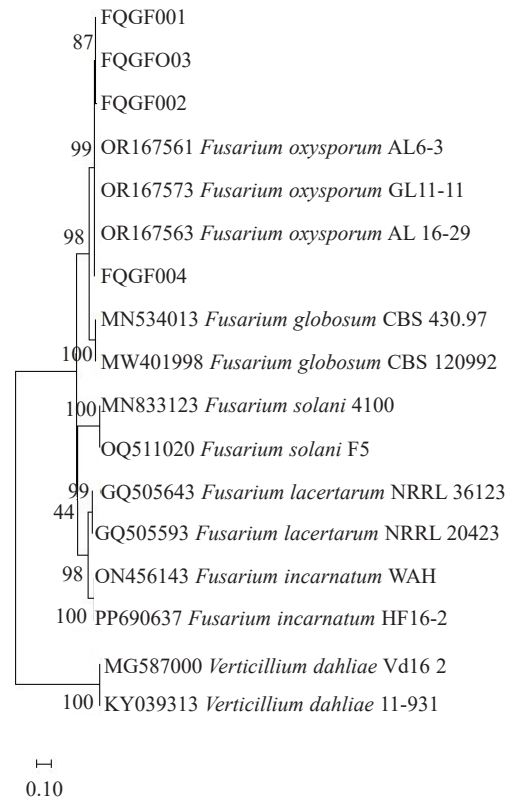 FQGF001
87
FQGFO03
FQGF002
99
OR167561 Fusarium oxysporum AL6-3
OR167573 Fusarium oxysporum GL11-11
OR167563 Fusarium oxysporum AL 16-29
98
FQGF004
MN534013 Fusarium globosum CBS 430.97
100
MW401998 Fusarium globosum CBS 120992
100
MN833123 Fusarium solani 4100
OQ511020 Fusarium solani F5
99
GQ505643 Fusarium lacertarum NRRL 36123
44
GQ505593 Fusarium lacertarum NRRL 20423
98
ON456143 Fusarium incarnatum WAH
100
PP690637 Fusarium incarnatum HF16-2
MG587000 Verticillium dahliae Vd16 2
100
KY039313 Verticillium dahliae 11-931
0.10